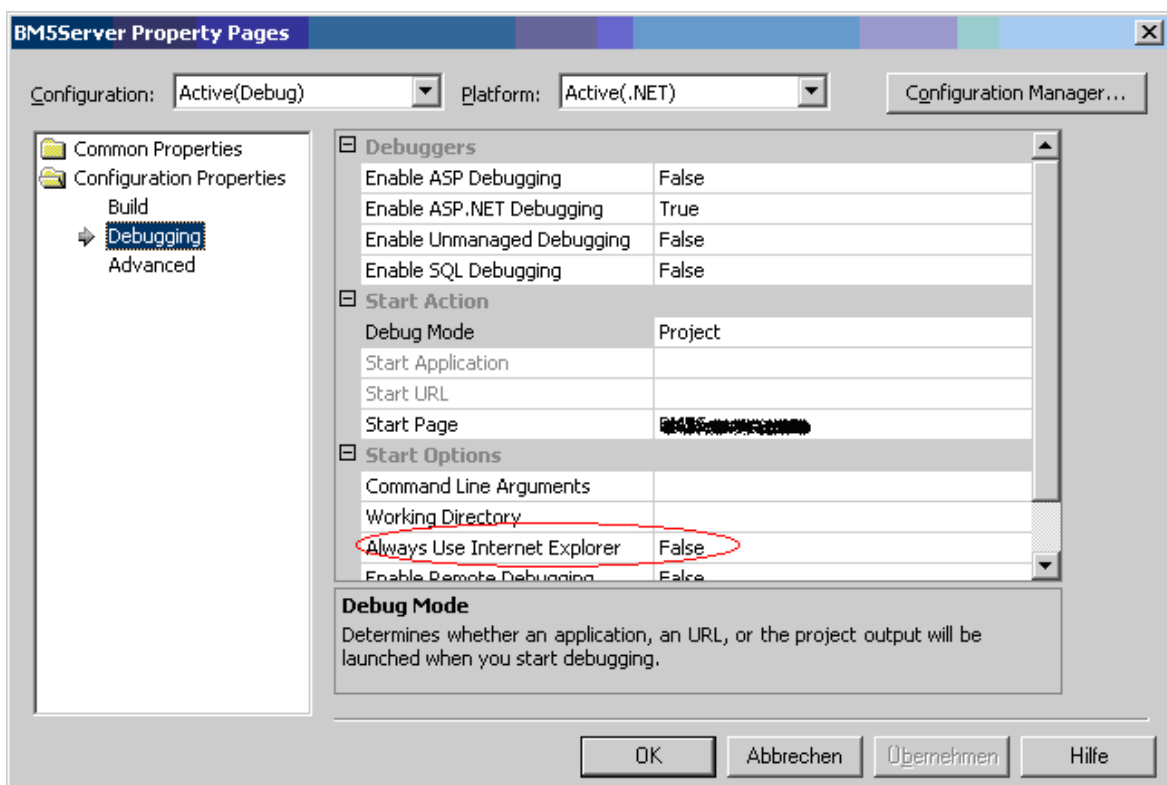 BM5Server Property Pages
Configuration: Active(Debug) Platform: Active(.NET) Configuration Manager...
Common Properties
Configuration Properties
Build
Debugging
Advanced
Debuggers
Enable ASP Debugging False
Enable ASP.NET Debugging True
Enable Unmanaged Debugging False
Enable SQL Debugging False
Start Action
Debug Mode Project
Start Application
Start URL
Start Page
Start Options
Command Line Arguments
Working Directory
Always Use Internet Explorer False
Enable Remote Debugging False
Debug Mode
Determines whether an application, an URL, or the project output will be
launched when you start debugging.
OK Abbrechen Übernehmen Hilfe